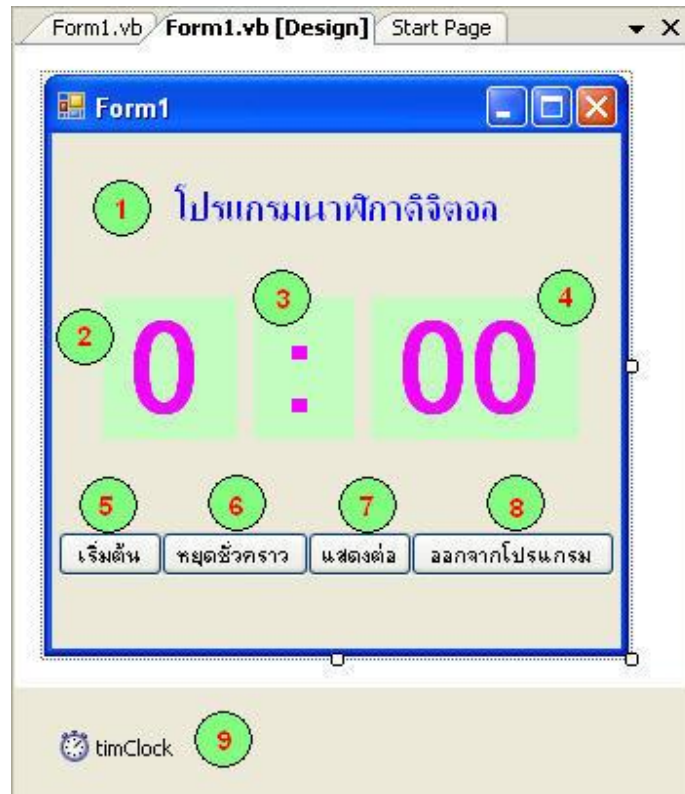 Form1.vb Form1.vb [Design] Start Page
Form1
1 โปรแกรมนาฬิกาดิจิตอล
2 3 4
0 : 00
5 6 7 8
เริ่มต้น หยุดชั่วคราว แสดงต่อ ออกจากโปรแกรม
timClock 9